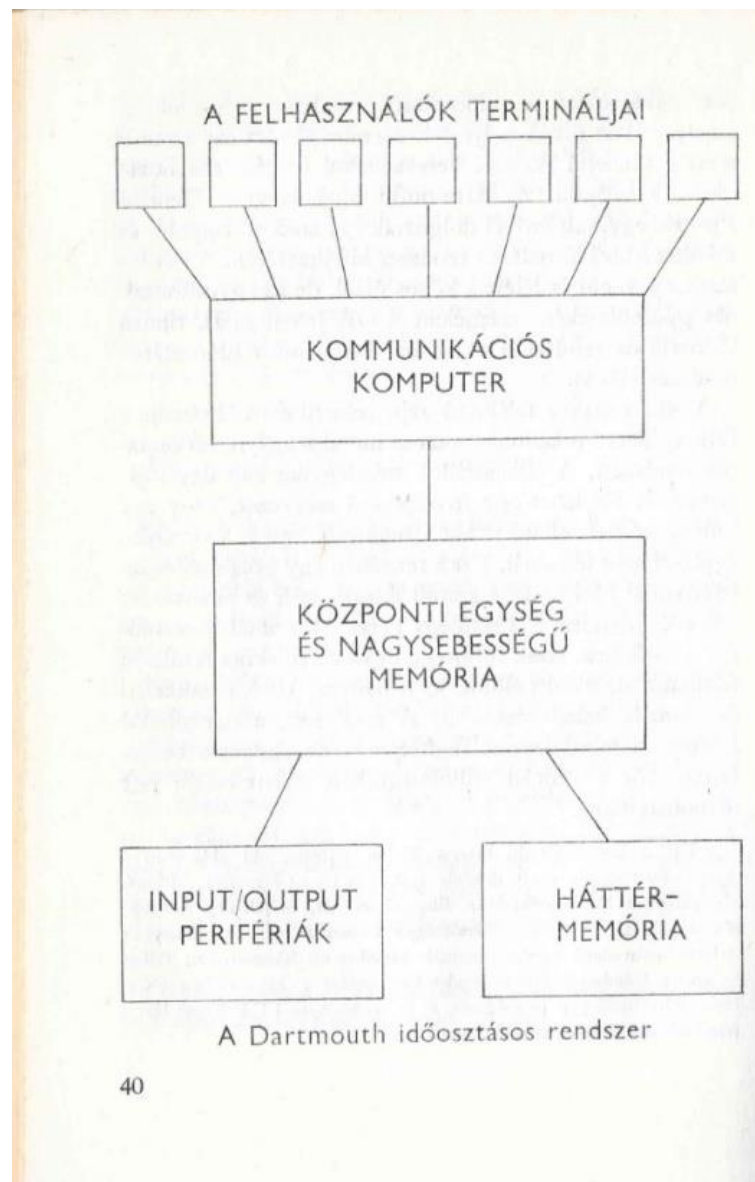 A FELHASZNÁLÓK TERMINÁLJAI
KOMMUNIKÁCIÓS
KOMPUTER
KÖZPONTI EGYSÉG
ÉS NAGYSEBESSÉGŰ
MEMÓRIA
INPUT/OUTPUT
PERIFÉRIÁK
HÁTTÉR-
MEMÓRIA
A Dartmouth időosztásos rendszer
40